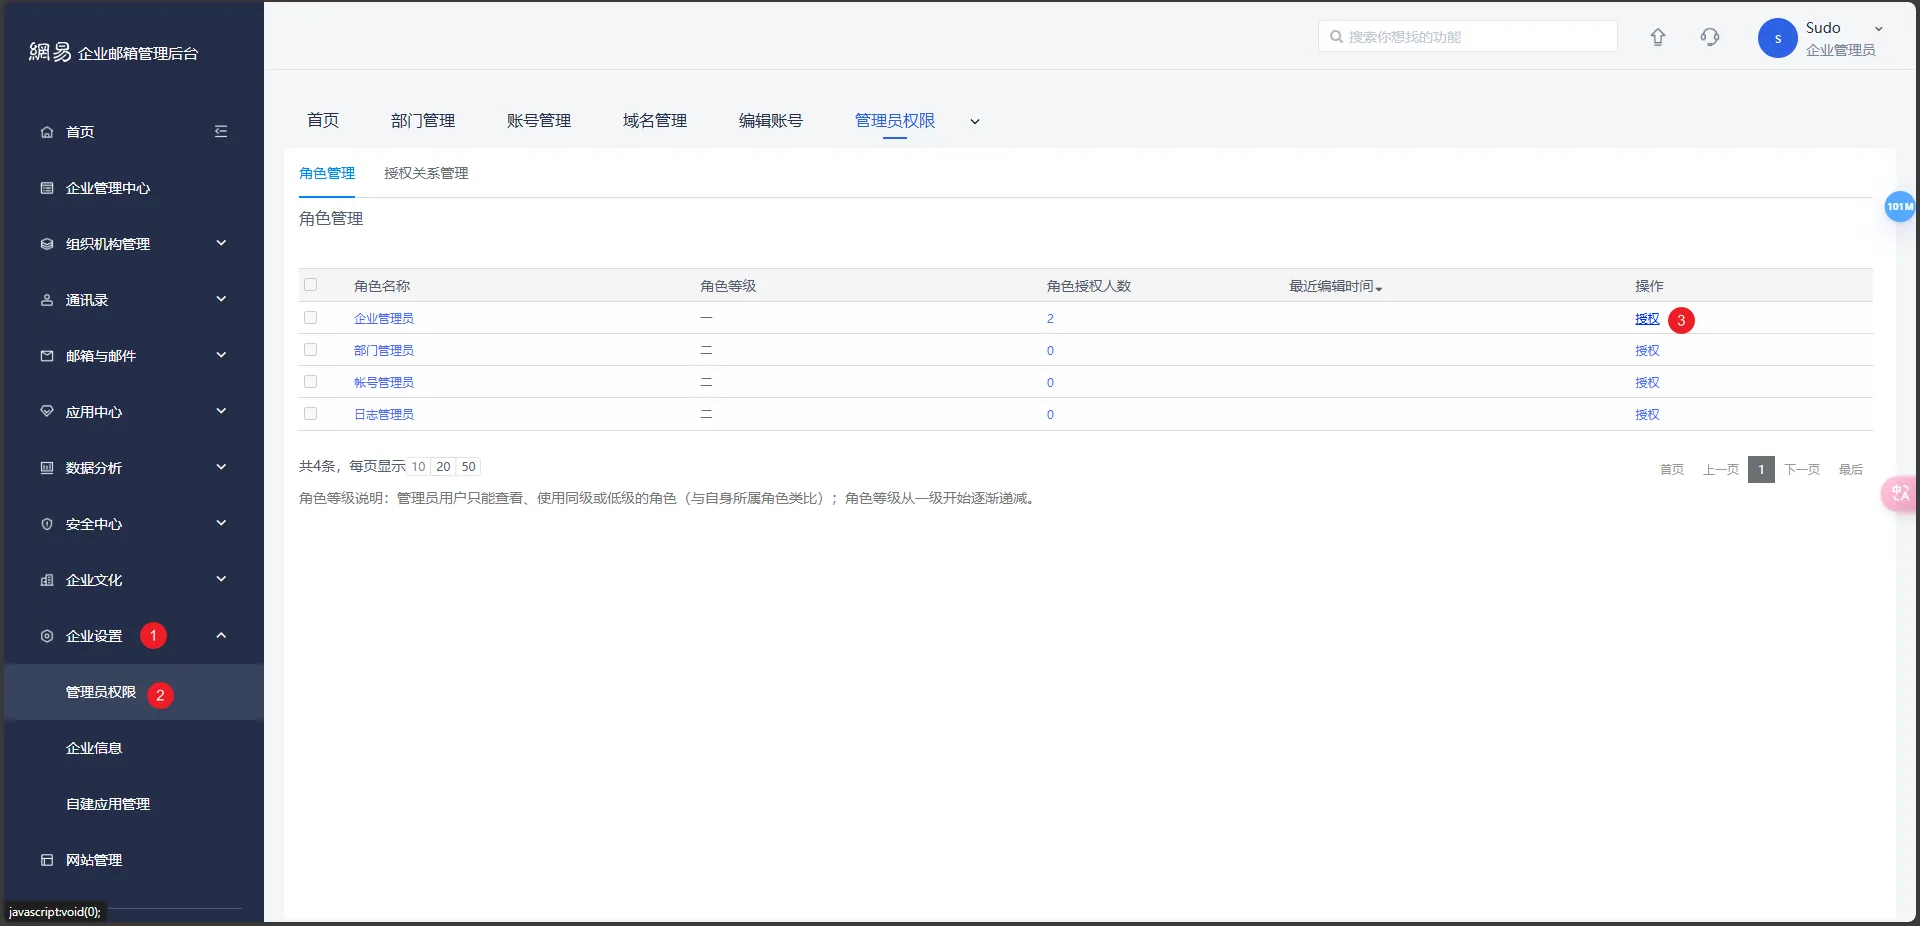 網易 企业邮箱管理后台
搜索你想找的功能
s
Sudo
企业管理员
首页
企业管理中心
组织机构管理
通讯录
邮箱与邮件
应用中心
数据分析
安全中心
企业文化
企业设置 1
管理员权限 2
企业信息
自建应用管理
网站管理
javascript:void(0);
首页 部门管理 账号管理 域名管理 编辑账号 管理员权限
角色管理 授权关系管理
角色管理
角色名称 角色等级 角色授权人数 最近编辑时间 操作
企业管理员 一 2 授权 3
部门管理员 二 0 授权
帐号管理员 二 0 授权
日志管理员 二 0 授权
共4条，每页显示 10 20 50
首页 上一页 1 下一页 最后
角色等级说明：管理员用户只能查看、使用同级或低级的角色（与自身所属角色类比）；角色等级从一级开始逐渐递减。
101M
中A